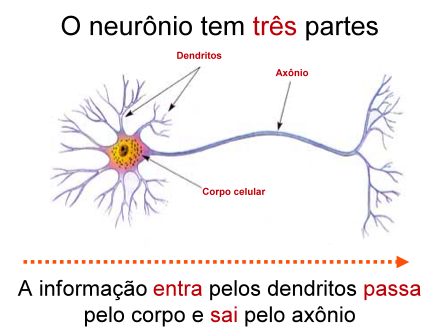 O neurônio tem três partes
Dendritos
Axônio
Corpo celular
A informação entra pelos dendritos passa
pelo corpo e sai pelo axônio